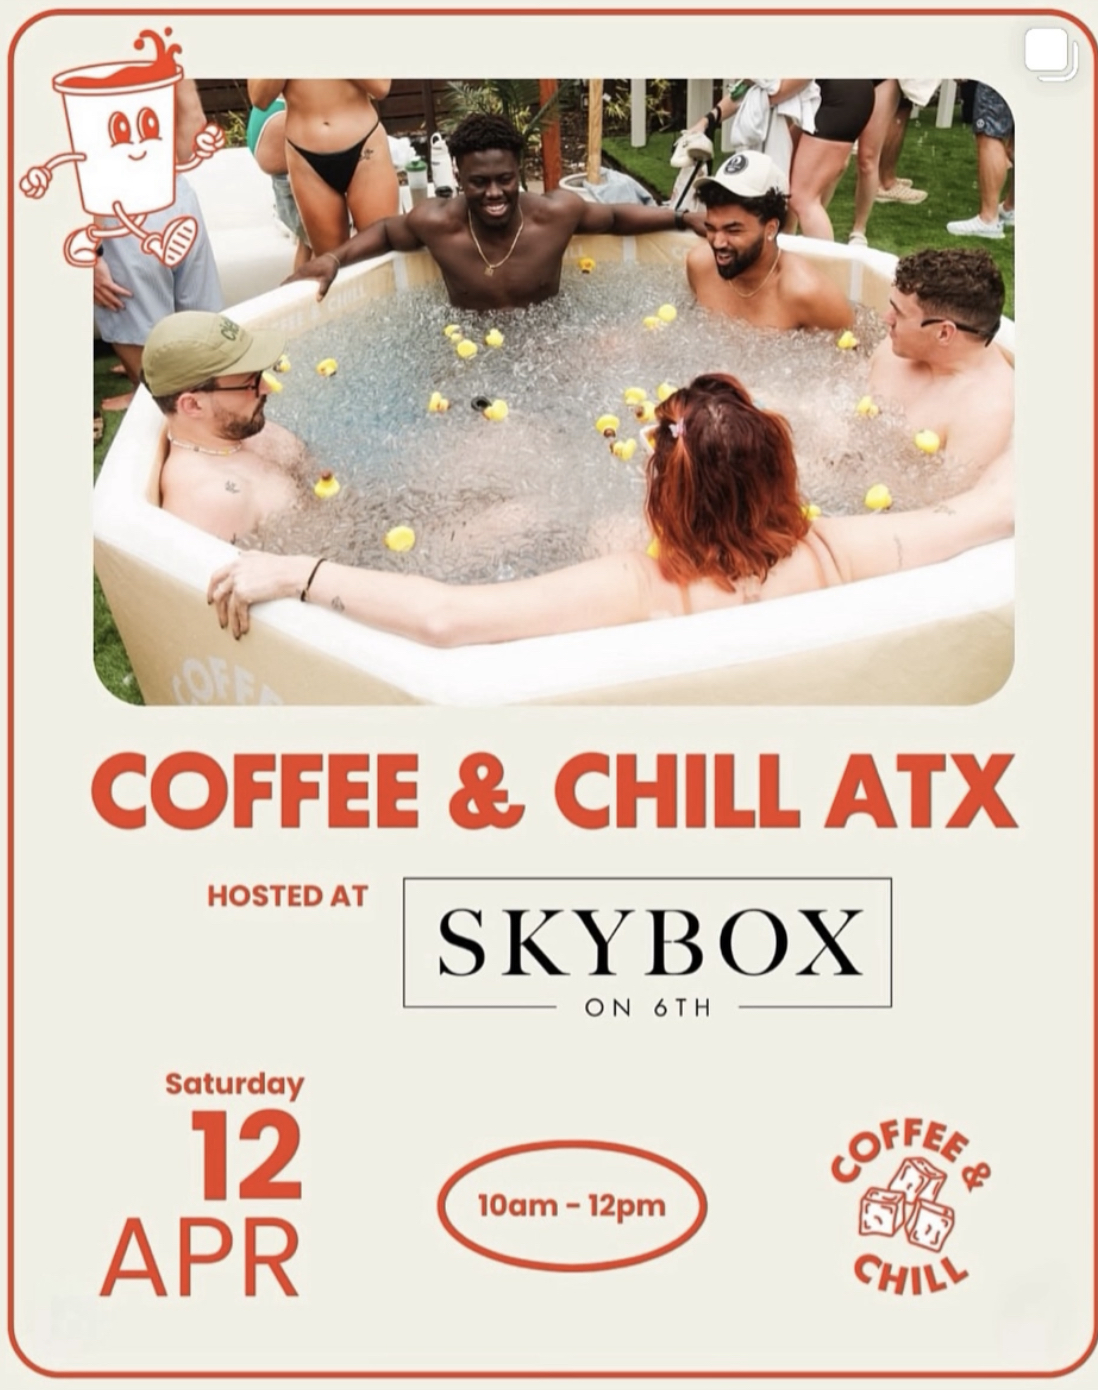 COFFEE & CHILL ATX
HOSTED AT
SKYBOX
ON 6TH
Saturday
12
APR
10am - 12pm
COFFEE &
CHILL